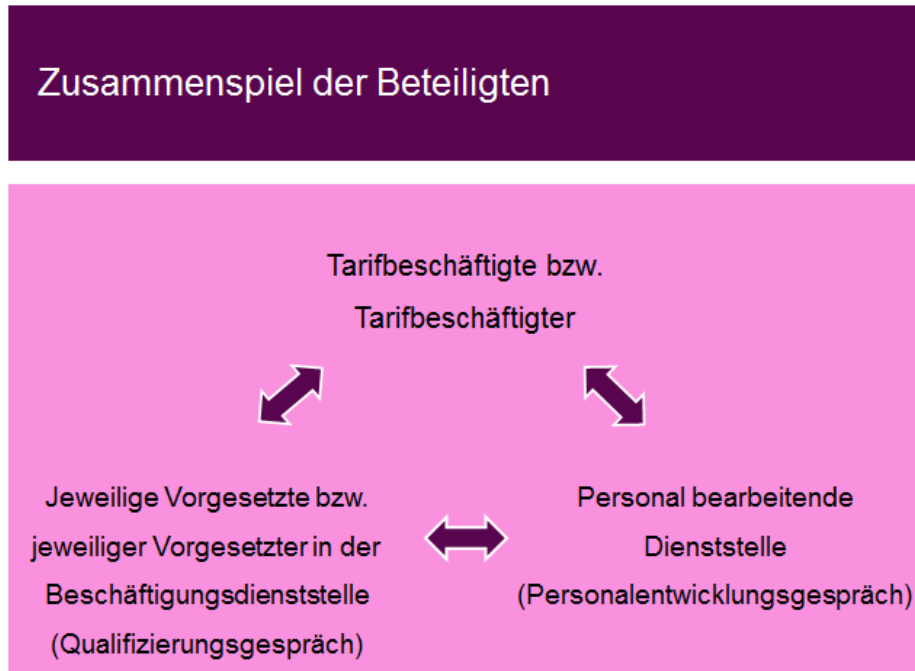 Zusammenspiel der Beteiligten
Tarifbeschäftigte bzw.
Tarifbeschäftigter
Jeweilige Vorgesetzte bzw.
jeweiliger Vorgesetzter in der
Beschäftigungsdienststelle
(Qualifizierungsgespräch)
Personal bearbeitende
Dienststelle
(Personalentwicklungsgespräch)